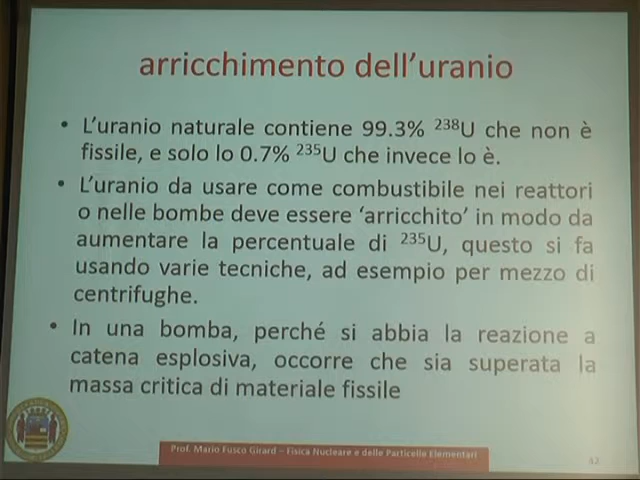 arricchimento dell'uranio
• L'uranio naturale contiene 99.3% ²³⁸U che non è
fissile, e solo lo 0.7% ²³⁵U che invece lo è.
• L'uranio da usare come combustibile nei reattori
o nelle bombe deve essere 'arricchito' in modo da
aumentare la percentuale di ²³⁵U, questo si fa
usando varie tecniche, ad esempio per mezzo di
centrifughe.
• In una bomba, perché si abbia la reazione a
catena esplosiva, occorre che sia superata la
massa critica di materiale fissile
Prof. Mario Fusco Girard – Fisica Nucleare e delle Particelle Elementari
42